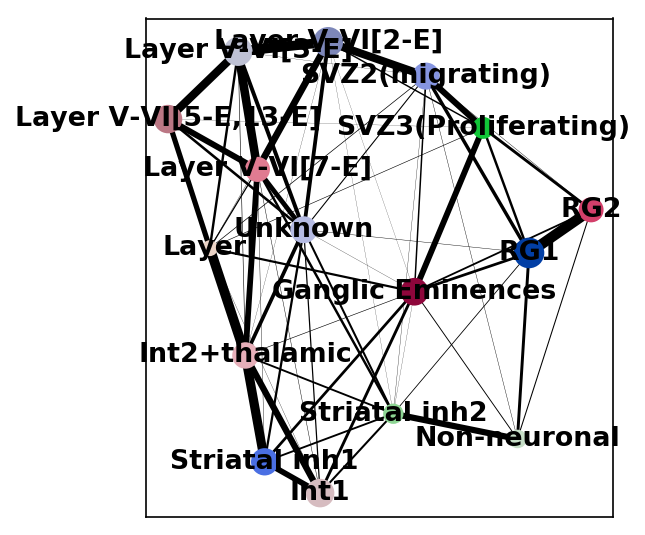 Layer V-VI[2-E]
Layer V-VI[3-E]
SVZ2(migrating)
Layer V-VI[5-E,13-E]
SVZ3(Proliferating)
Layer V-VI[7-E]
RG2
Unknown
Layer
RG1
Ganglic Eminences
Int2+thalamic
Striatal inh2
Non-neuronal
Striatal inh1
Int1